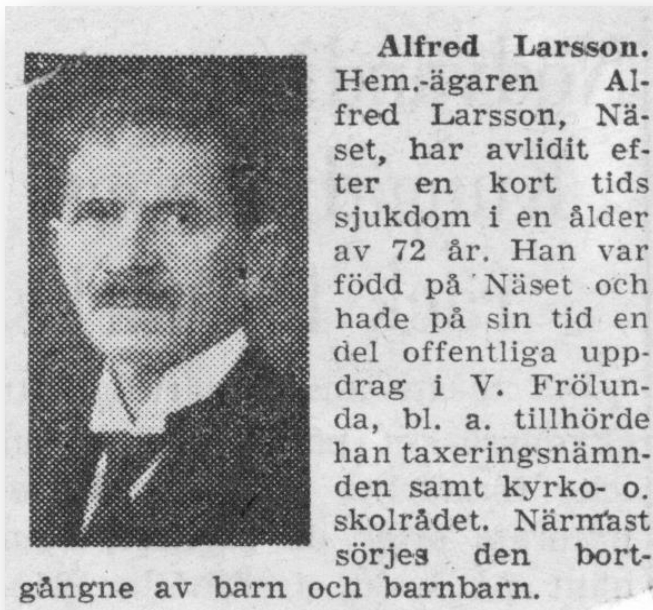 Alfred Larsson.
Hem.-ägaren Al-
fred Larsson, Nä-
set, har avlidit ef-
ter en kort tids
sjukdom i en ålder
av 72 år. Han var
född på Näset och
hade på sin tid en
del offentliga upp-
drag i V. Frölun-
da, bl. a. tillhörde
han taxeringsnämn-
den samt kyrko- o.
skolrådet. Närmast
sörjes den bort-
gångne av barn och barnbarn.